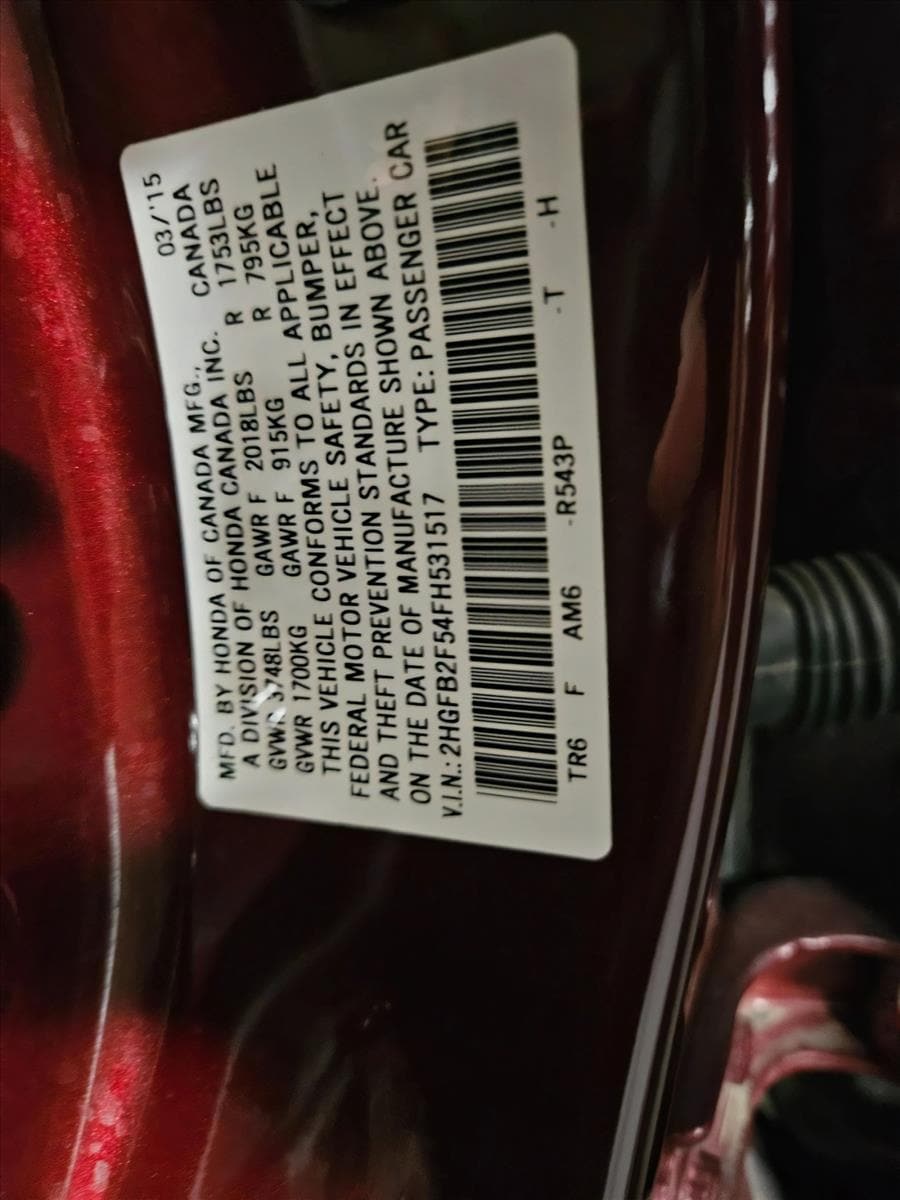 03/'15
MFD. BY HONDA OF CANADA MFG., CANADA
A DIVISION OF HONDA CANADA INC.
GVWR 3748LBS GAWR F 2018LBS R 1753LBS
GVWR 1700KG GAWR F 915KG R 795KG
THIS VEHICLE CONFORMS TO ALL APPLICABLE
FEDERAL MOTOR VEHICLE SAFETY, BUMPER,
AND THEFT PREVENTION STANDARDS IN EFFECT
ON THE DATE OF MANUFACTURE SHOWN ABOVE.
V.I.N.: 2HGFB2F54FH531517 TYPE: PASSENGER CAR
TR6 F AM6 -R543P -T -H